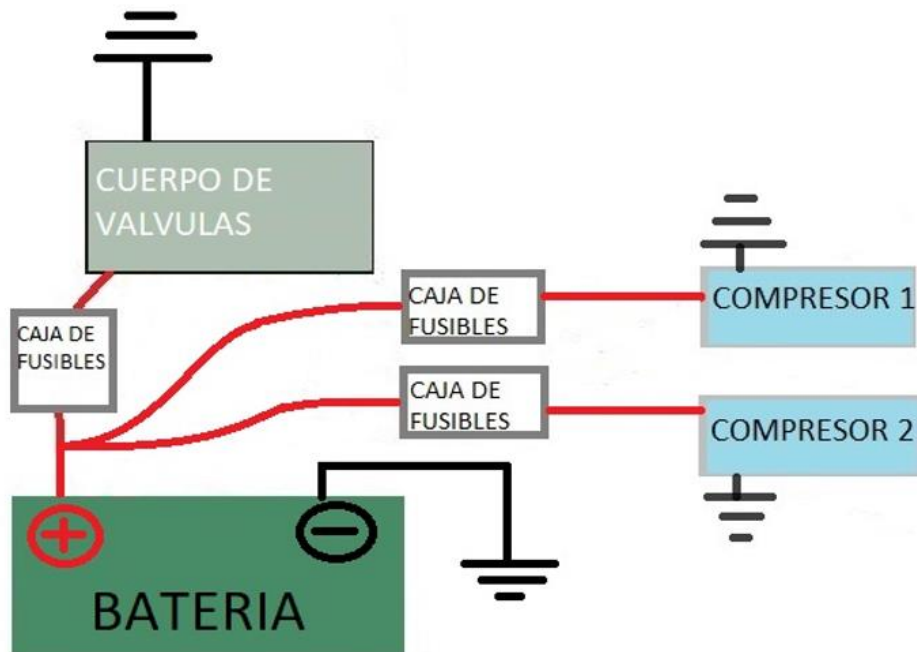 CUERPO DE
VALVULAS
CAJA DE
FUSIBLES
CAJA DE
FUSIBLES
COMPRESOR 1
CAJA DE
FUSIBLES
COMPRESOR 2
+
−
BATERIA